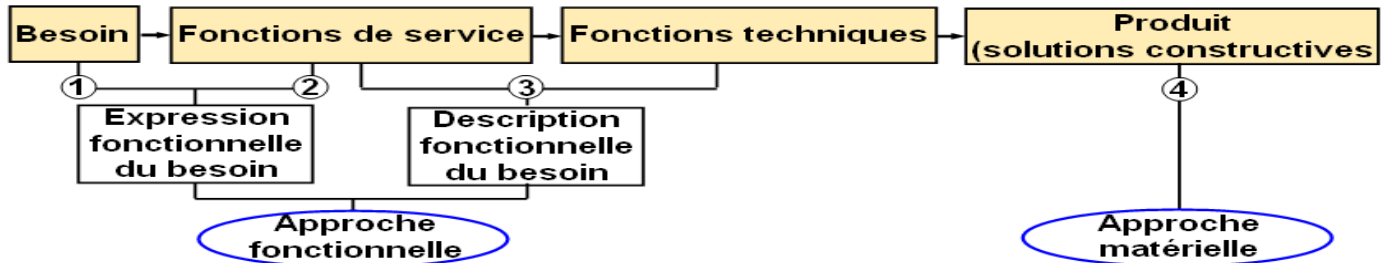 Besoin
Fonctions de service
Fonctions techniques
Produit
(solutions constructives
1
2
3
4
Expression
fonctionnelle
du besoin
Description
fonctionnelle
du besoin
Approche
fonctionnelle
Approche
matérielle